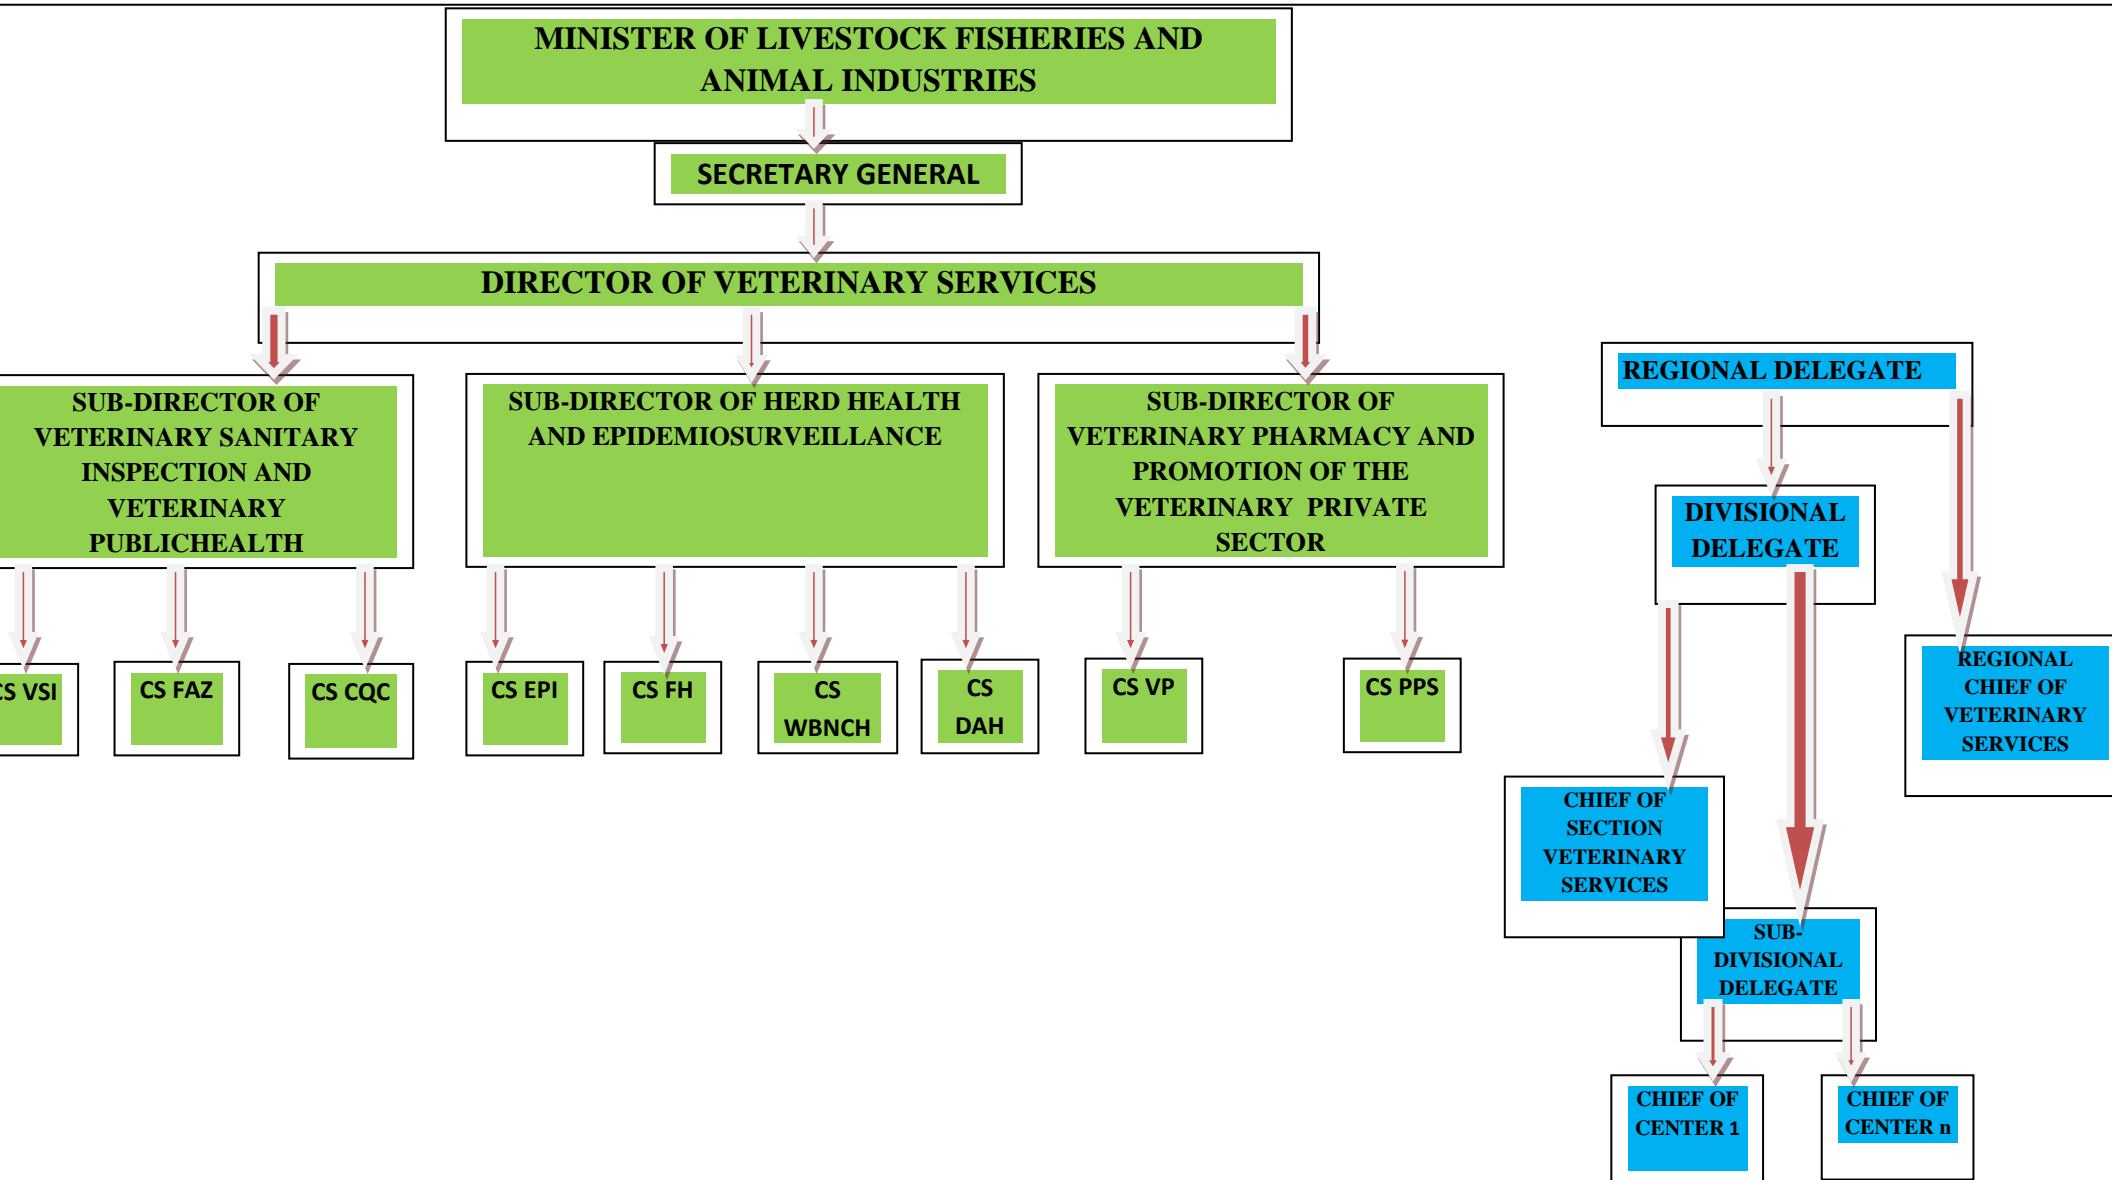 MINISTER OF LIVESTOCK FISHERIES AND
ANIMAL INDUSTRIES
SECRETARY GENERAL
DIRECTOR OF VETERINARY SERVICES
SUB-DIRECTOR OF
VETERINARY SANITARY
INSPECTION AND
VETERINARY
PUBLICHEALTH
SUB-DIRECTOR OF HERD HEALTH
AND EPIDEMIOSURVEILLANCE
SUB-DIRECTOR OF
VETERINARY PHARMACY AND
PROMOTION OF THE
VETERINARY PRIVATE
SECTOR
CS VSI
CS FAZ
CS CQC
CS EPI
CS FH
CS
WBNCH
CS
DAH
CS VP
CS PPS
REGIONAL DELEGATE
DIVISIONAL
DELEGATE
REGIONAL
CHIEF OF
VETERINARY
SERVICES
CHIEF OF
SECTION
VETERINARY
SERVICES
SUB-
DIVISIONAL
DELEGATE
CHIEF OF
CENTER 1
CHIEF OF
CENTER n